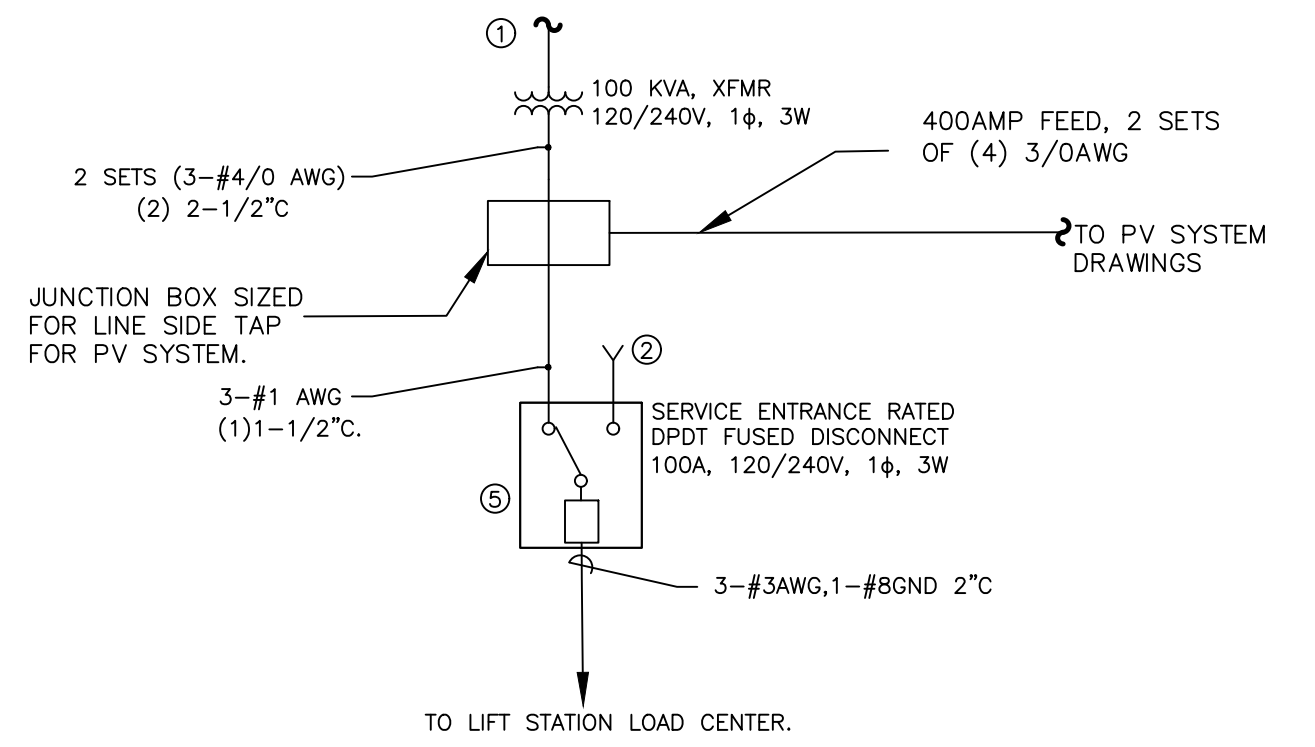 ①
100 KVA, XFMR
120/240V, 1ϕ, 3W
400AMP FEED, 2 SETS
OF (4) 3/0AWG
2 SETS (3-#4/0 AWG)
(2) 2-1/2"C
TO PV SYSTEM
DRAWINGS
JUNCTION BOX SIZED
FOR LINE SIDE TAP
FOR PV SYSTEM.
②
3-#1 AWG
(1)1-1/2"C.
SERVICE ENTRANCE RATED
DPDT FUSED DISCONNECT
100A, 120/240V, 1ϕ, 3W
⑤
3-#3AWG,1-#8GND 2"C
TO LIFT STATION LOAD CENTER.